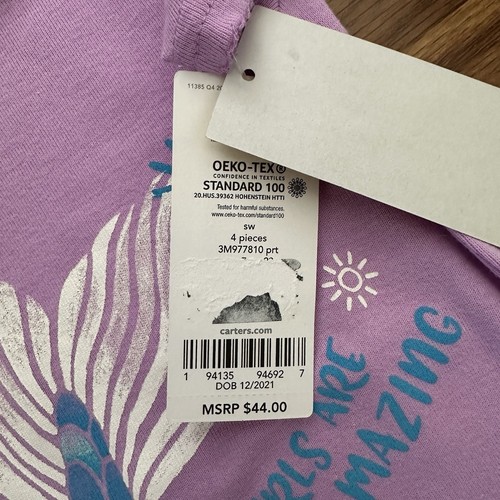 11385 Q4 20
OEKO-TEX®
CONFIDENCE IN TEXTILES
STANDARD 100
20.HUS.39362 HOHENSTEIN HTTI
Tested for harmful substances.
www.oeko-tex.com/standard100
sw
4 pieces
3M977810 prt
carters.com
1 94135 94692 7
DOB 12/2021
MSRP $44.00
RLS ARE
MAZING